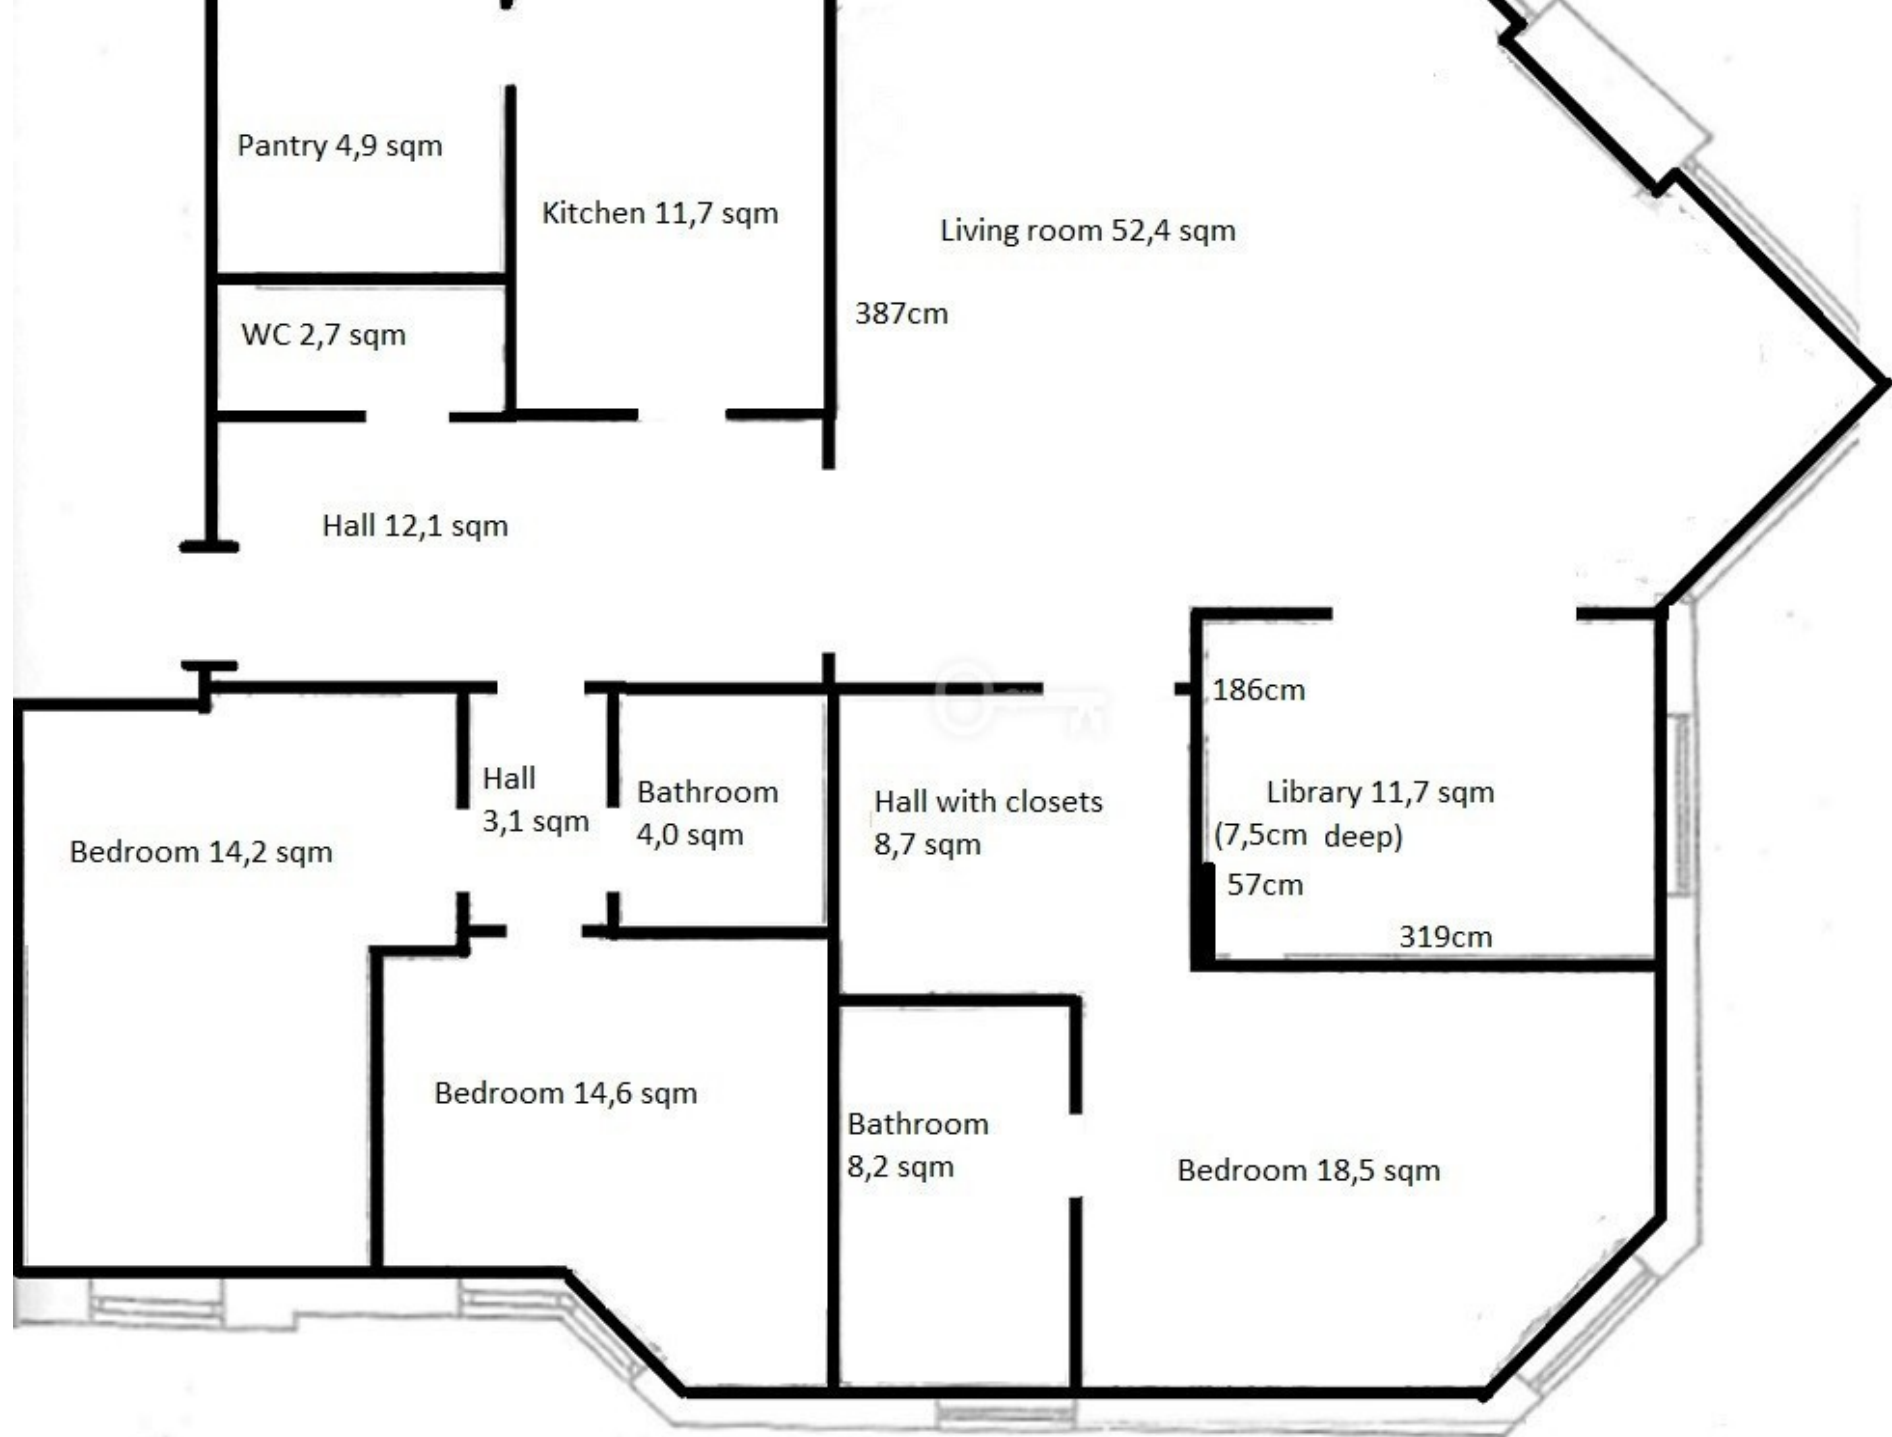 Pantry 4,9 sqm
Kitchen 11,7 sqm
Living room 52,4 sqm
387cm
WC 2,7 sqm
Hall 12,1 sqm
186cm
Hall
3,1 sqm
Bathroom
4,0 sqm
Hall with closets
8,7 sqm
Library 11,7 sqm
(7,5cm deep)
57cm
319cm
Bedroom 14,2 sqm
Bedroom 14,6 sqm
Bathroom
8,2 sqm
Bedroom 18,5 sqm